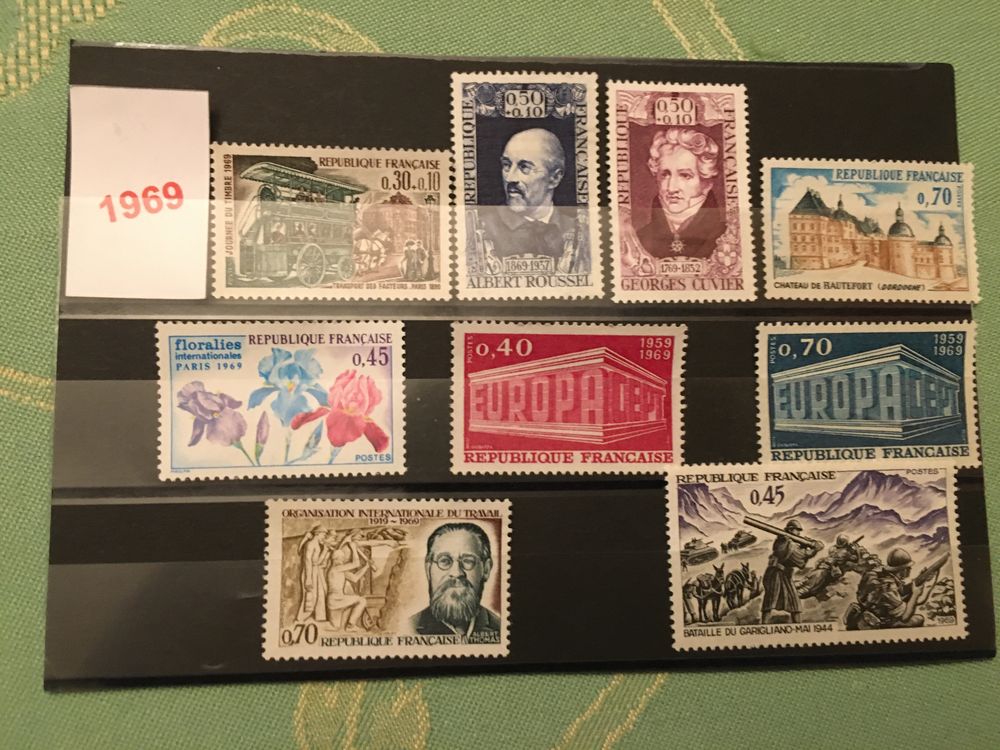 1969
JOURNÉE DU TIMBRE 1969
REPUBLIQUE FRANÇAISE
0.30+0.10
TRANSPORT DES FACTEURS. PARIS 1890
REPUBLIQUE
0.50
+0.10
FRANÇAISE
1869-1937
ALBERT ROUSSEL
REPUBLIQUE
0.50
+0.10
FRANÇAISE
1769-1832
GEORGES CUVIER
REPUBLIQUE FRANÇAISE
POSTES
0,70
CHATEAU DE HAUTEFORT (DORDOGNE)
floralies
internationales
PARIS 1969
REPUBLIQUE FRANÇAISE
0,45
POSTES
POSTES
0,40
1959
1969
EUROPA CEPT
REPUBLIQUE FRANÇAISE
POSTES
0,70
1959
1969
EUROPA CEPT
REPUBLIQUE FRANÇAISE
ORGANISATION INTERNATIONALE DU TRAVAIL
1919-1969
0,70
REPUBLIQUE FRANÇAISE
ALBERT
THOMAS
REPUBLIQUE FRANÇAISE
POSTES
0,45
BATAILLE DU GARIGLIANO-MAI 1944
1969